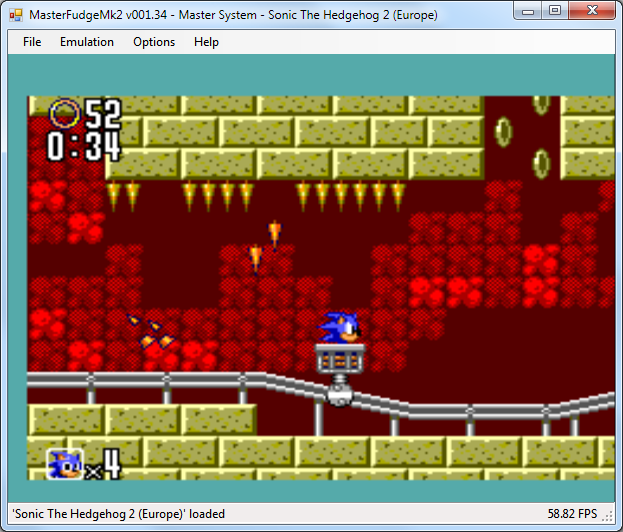 MasterFudgeMk2 v001.34 - Master System - Sonic The Hedgehog 2 (Europe)
File Emulation Options Help
52
0:34
×4
'Sonic The Hedgehog 2 (Europe)' loaded 58.82 FPS